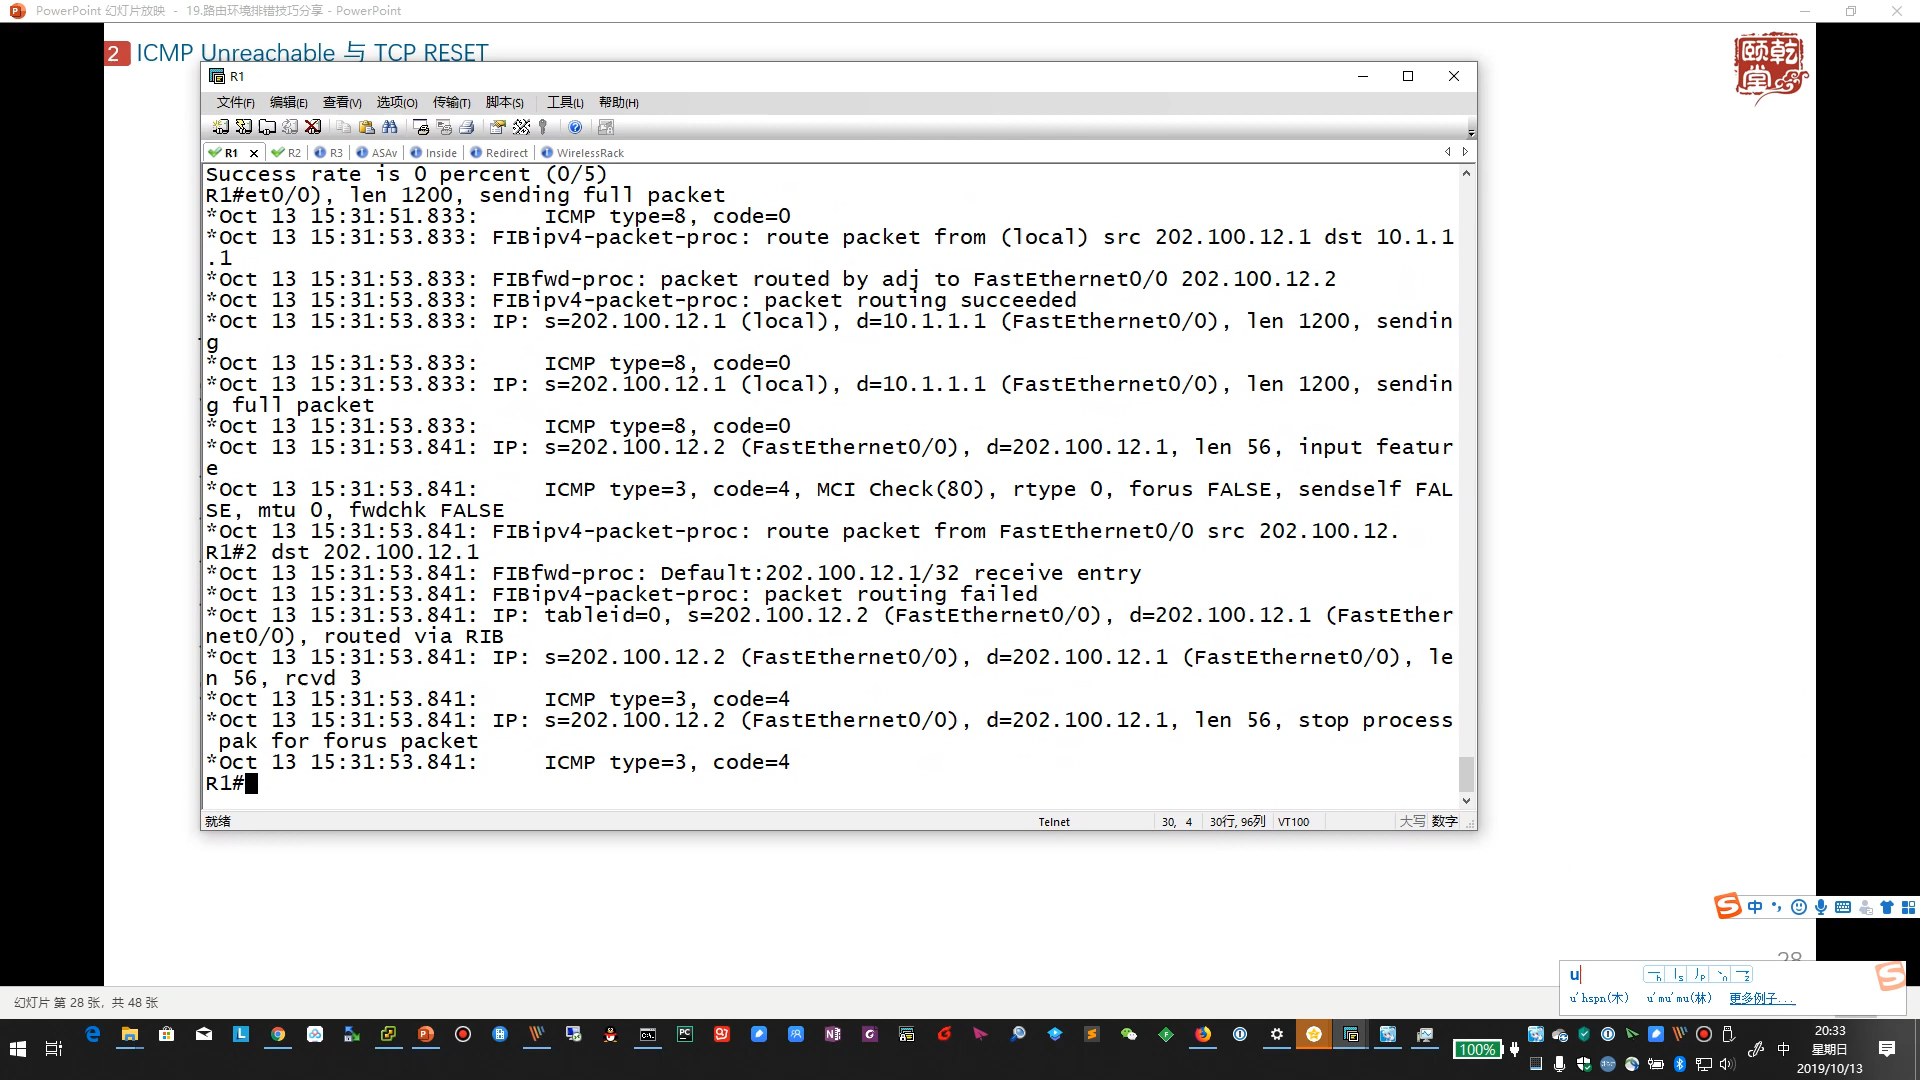 PowerPoint 幻灯片放映 - 19.路由环境排错技巧分享 - PowerPoint
2 ICMP Unreachable 与 TCP RESET
颐乾堂
R1
文件(F) 编辑(E) 查看(V) 选项(O) 传输(T) 脚本(S) 工具(L) 帮助(H)
R1 R2 R3 ASAv Inside Redirect WirelessRack
Success rate is 0 percent (0/5)
R1#et0/0), len 1200, sending full packet
*Oct 13 15:31:51.833:     ICMP type=8, code=0
*Oct 13 15:31:53.833: FIBipv4-packet-proc: route packet from (local) src 202.100.12.1 dst 10.1.1
.1
*Oct 13 15:31:53.833: FIBfwd-proc: packet routed by adj to FastEthernet0/0 202.100.12.2
*Oct 13 15:31:53.833: FIBipv4-packet-proc: packet routing succeeded
*Oct 13 15:31:53.833: IP: s=202.100.12.1 (local), d=10.1.1.1 (FastEthernet0/0), len 1200, sendin
g
*Oct 13 15:31:53.833:     ICMP type=8, code=0
*Oct 13 15:31:53.833: IP: s=202.100.12.1 (local), d=10.1.1.1 (FastEthernet0/0), len 1200, sendin
g full packet
*Oct 13 15:31:53.833:     ICMP type=8, code=0
*Oct 13 15:31:53.841: IP: s=202.100.12.2 (FastEthernet0/0), d=202.100.12.1, len 56, input featur
e
*Oct 13 15:31:53.841:     ICMP type=3, code=4, MCI Check(80), rtype 0, forus FALSE, sendself FAL
SE, mtu 0, fwdchk FALSE
*Oct 13 15:31:53.841: FIBipv4-packet-proc: route packet from FastEthernet0/0 src 202.100.12.
R1#2 dst 202.100.12.1
*Oct 13 15:31:53.841: FIBfwd-proc: Default:202.100.12.1/32 receive entry
*Oct 13 15:31:53.841: FIBipv4-packet-proc: packet routing failed
*Oct 13 15:31:53.841: IP: tableid=0, s=202.100.12.2 (FastEthernet0/0), d=202.100.12.1 (FastEther
net0/0), routed via RIB
*Oct 13 15:31:53.841: IP: s=202.100.12.2 (FastEthernet0/0), d=202.100.12.1 (FastEthernet0/0), le
n 56, rcvd 3
*Oct 13 15:31:53.841:     ICMP type=3, code=4
*Oct 13 15:31:53.841: IP: s=202.100.12.2 (FastEthernet0/0), d=202.100.12.1, len 56, stop process
 pak for forus packet
*Oct 13 15:31:53.841:     ICMP type=3, code=4
R1#
就绪 Telnet 30, 4 30行, 96列 VT100 大写 数字
中
28
u
u'hspn(木) u'mu'mu(林) 更多例子...
幻灯片 第 28 张，共 48 张
100%
中
20:33
星期日
2019/10/13